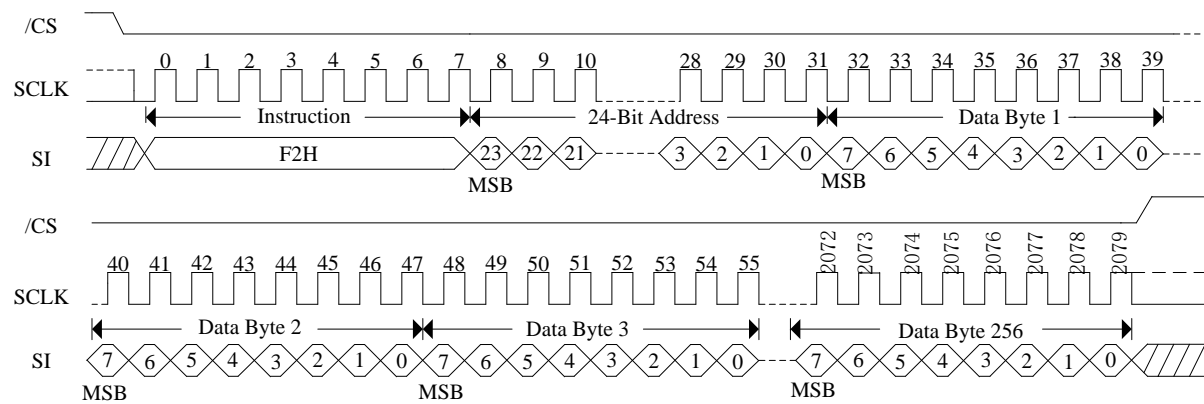 /CS
0 1 2 3 4 5 6 7 8 9 10 28 29 30 31 32 33 34 35 36 37 38 39
SCLK
Instruction 24-Bit Address Data Byte 1
SI F2H 23 22 21 3 2 1 0 7 6 5 4 3 2 1 0
MSB MSB
/CS
40 41 42 43 44 45 46 47 48 49 50 51 52 53 54 55 2072 2073 2074 2075 2076 2077 2078 2079
SCLK
Data Byte 2 Data Byte 3 Data Byte 256
SI 7 6 5 4 3 2 1 0 7 6 5 4 3 2 1 0 7 6 5 4 3 2 1 0
MSB MSB MSB